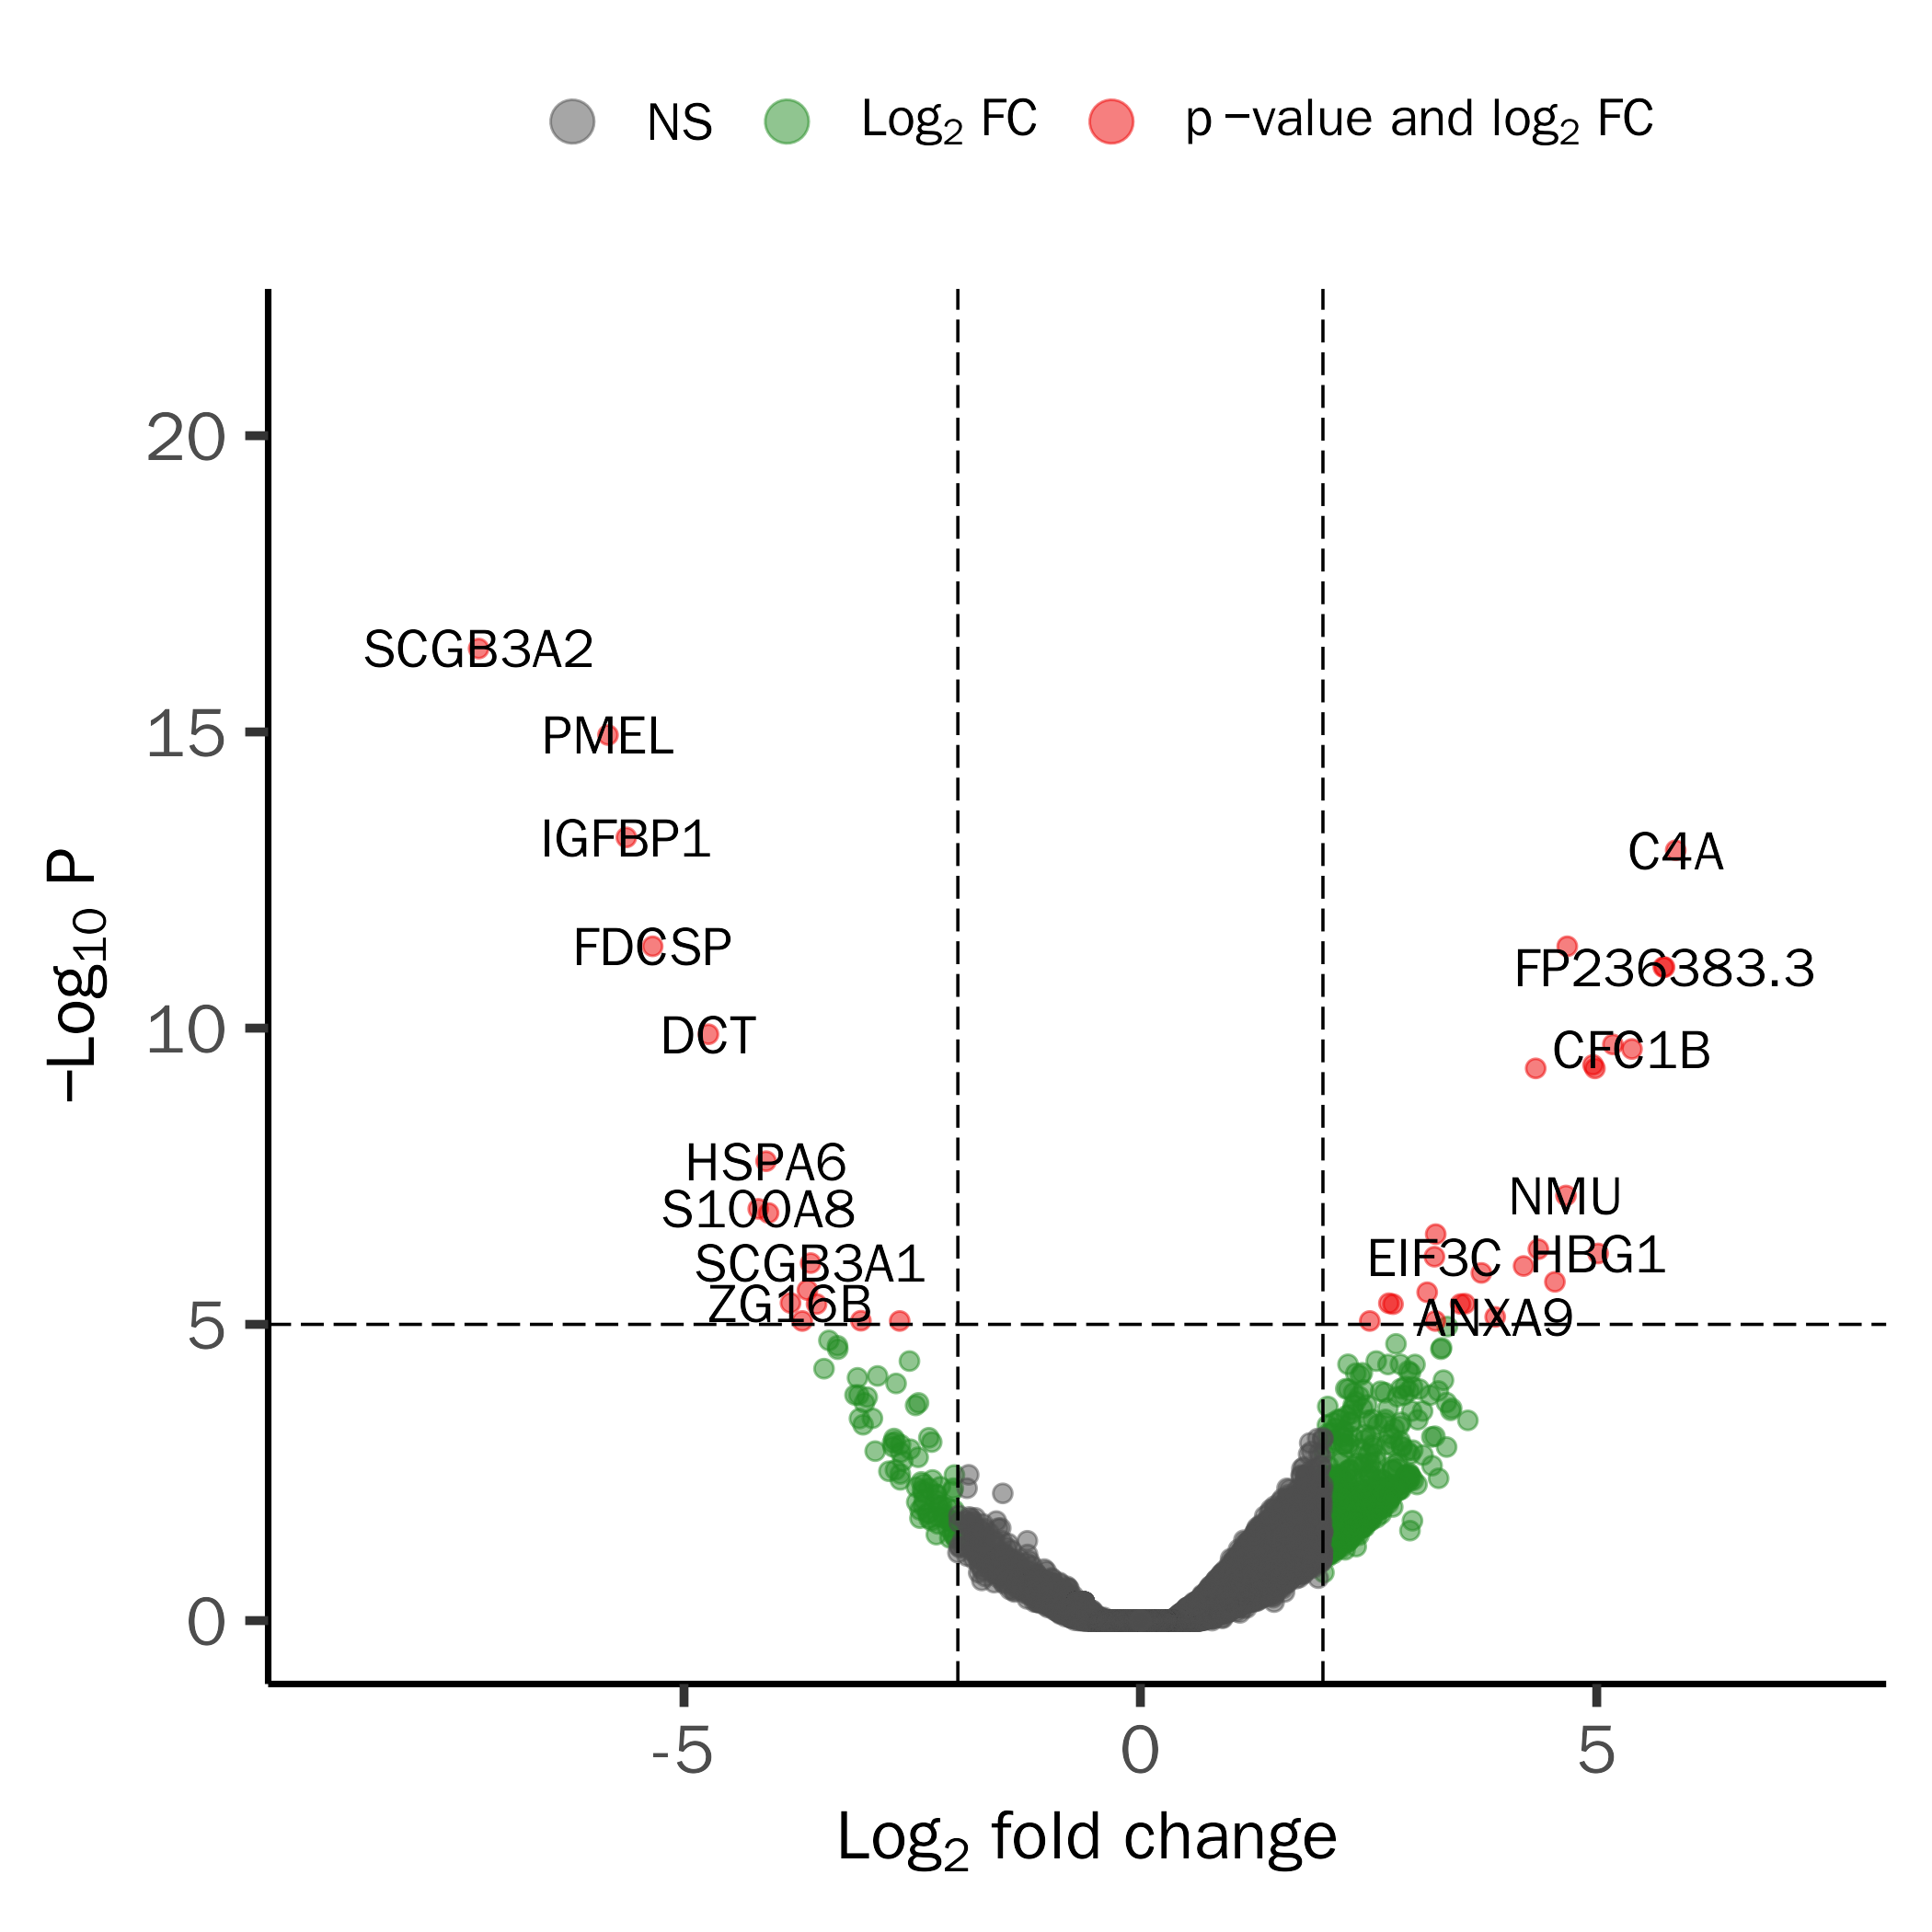 NS Log2 FC p −value and log2 FC
−Log10 P
20
15
10
5
0
SCGB3A2
PMEL
IGFBP1
C4A
FDCSP
FP236383.3
DCT
CFC1B
HSPA6
NMU
S100A8
HBG1
EIF3C
SCGB3A1
ZG16B
ANXA9
-5 0 5
Log2 fold change